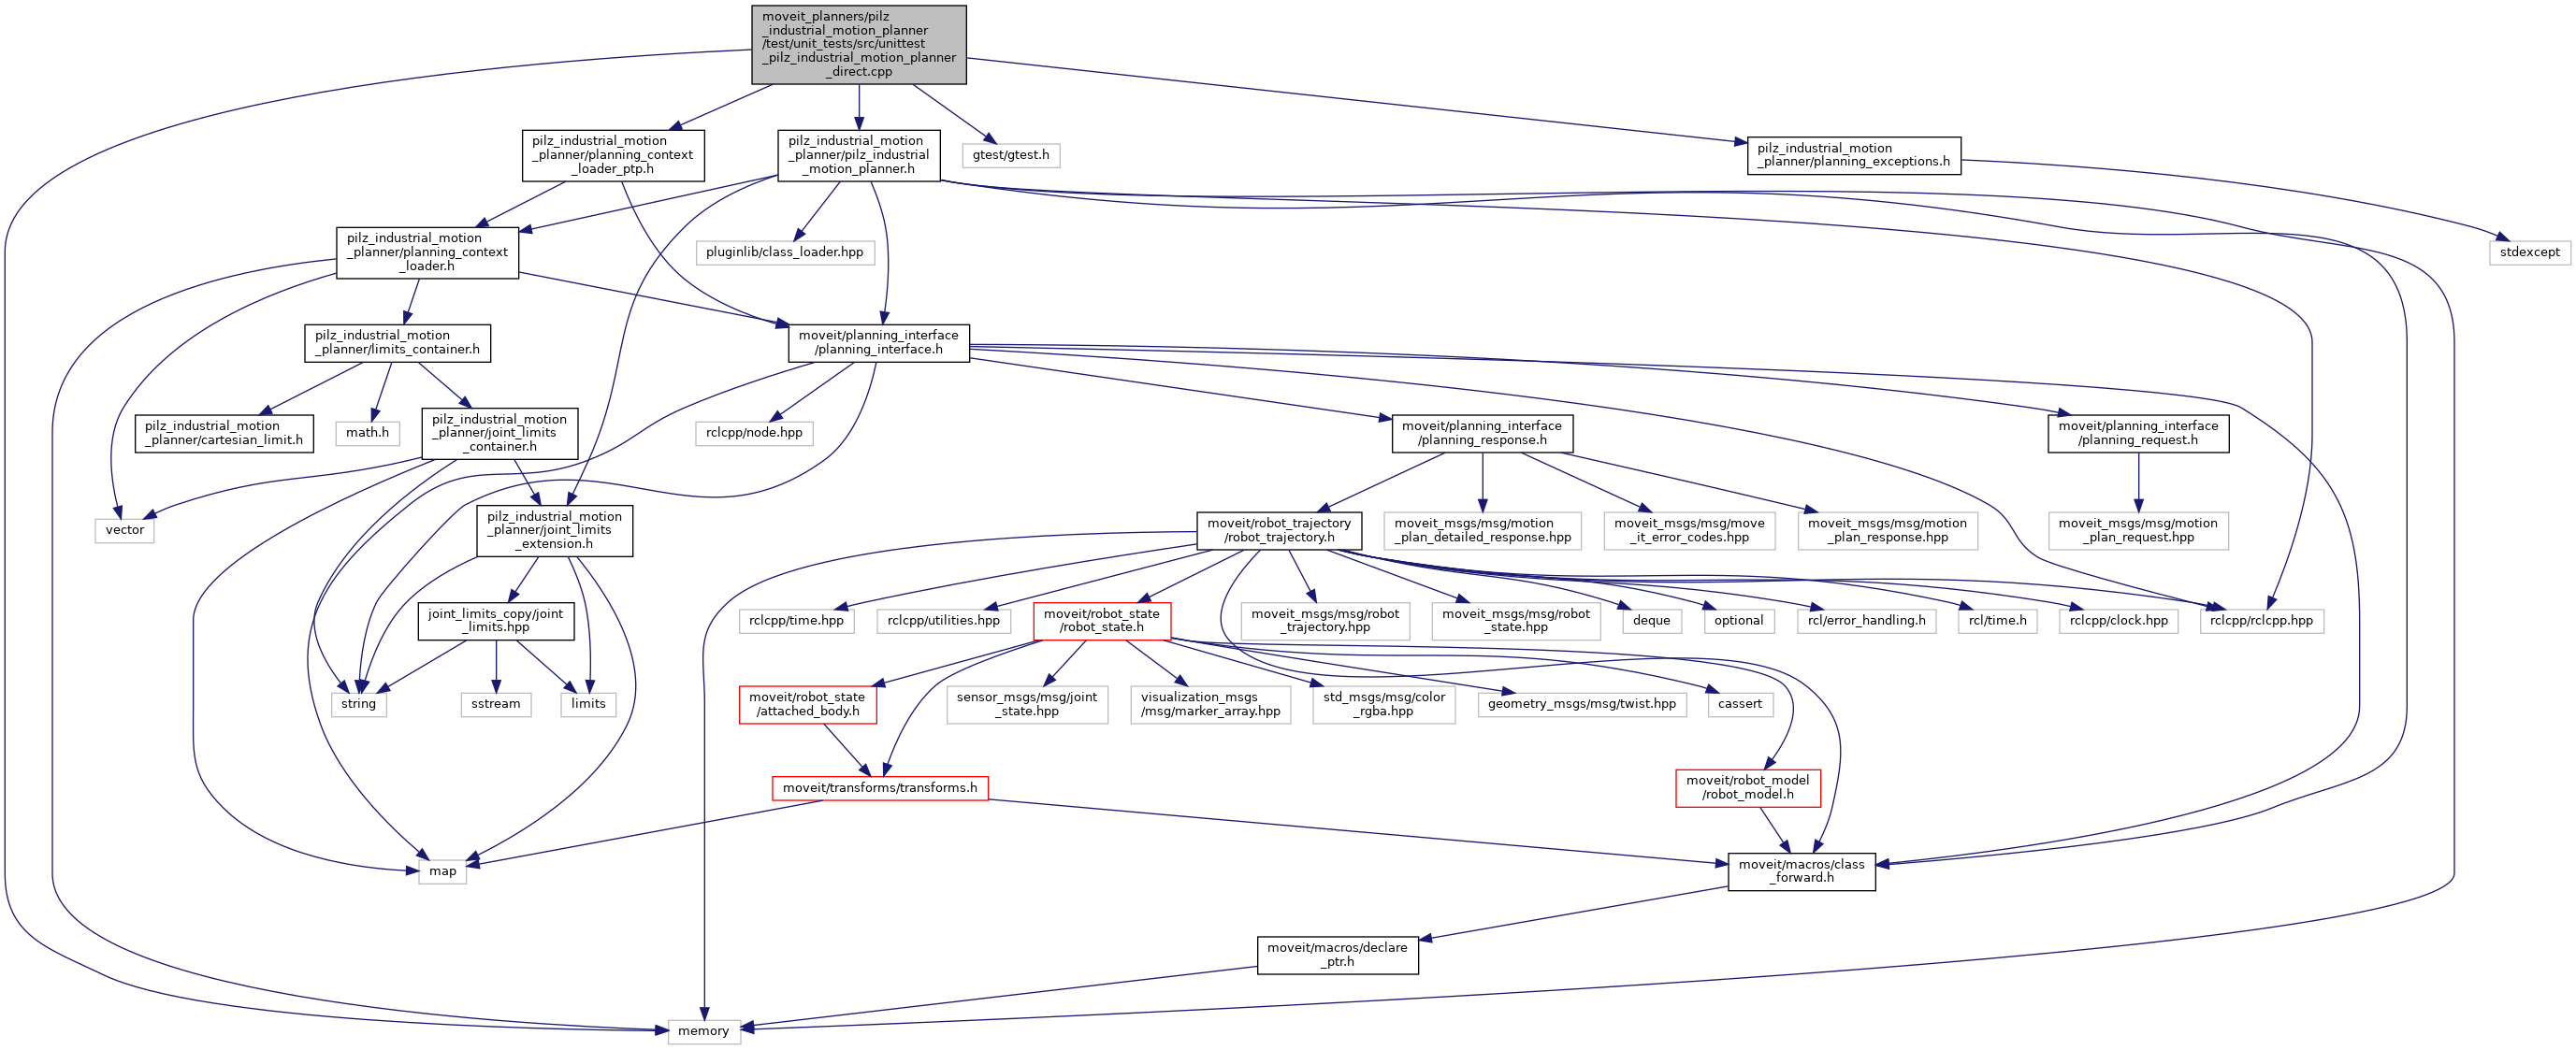 moveit_planners/pilz
_industrial_motion_planner
/test/unit_tests/src/unittest
_pilz_industrial_motion_planner
_direct.cpp
pilz_industrial_motion
_planner/planning_context
_loader_ptp.h
pilz_industrial_motion
_planner/pilz_industrial
_motion_planner.h
gtest/gtest.h
pilz_industrial_motion
_planner/planning_exceptions.h
pilz_industrial_motion
_planner/planning_context
_loader.h
pluginlib/class_loader.hpp
stdexcept
pilz_industrial_motion
_planner/limits_container.h
moveit/planning_interface
/planning_interface.h
pilz_industrial_motion
_planner/cartesian_limit.h
math.h
pilz_industrial_motion
_planner/joint_limits
_container.h
rclcpp/node.hpp
moveit/planning_interface
/planning_response.h
moveit/planning_interface
/planning_request.h
vector
pilz_industrial_motion
_planner/joint_limits
_extension.h
moveit/robot_trajectory
/robot_trajectory.h
moveit_msgs/msg/motion
_plan_detailed_response.hpp
moveit_msgs/msg/move
_it_error_codes.hpp
moveit_msgs/msg/motion
_plan_response.hpp
moveit_msgs/msg/motion
_plan_request.hpp
joint_limits_copy/joint
_limits.hpp
rclcpp/time.hpp
rclcpp/utilities.hpp
moveit/robot_state
/robot_state.h
moveit_msgs/msg/robot
_trajectory.hpp
moveit_msgs/msg/robot
_state.hpp
deque
optional
rcl/error_handling.h
rcl/time.h
rclcpp/clock.hpp
rclcpp/rclcpp.hpp
string
sstream
limits
moveit/robot_state
/attached_body.h
sensor_msgs/msg/joint
_state.hpp
visualization_msgs
/msg/marker_array.hpp
std_msgs/msg/color
_rgba.hpp
geometry_msgs/msg/twist.hpp
cassert
moveit/transforms/transforms.h
moveit/robot_model
/robot_model.h
map
moveit/macros/class
_forward.h
moveit/macros/declare
_ptr.h
memory